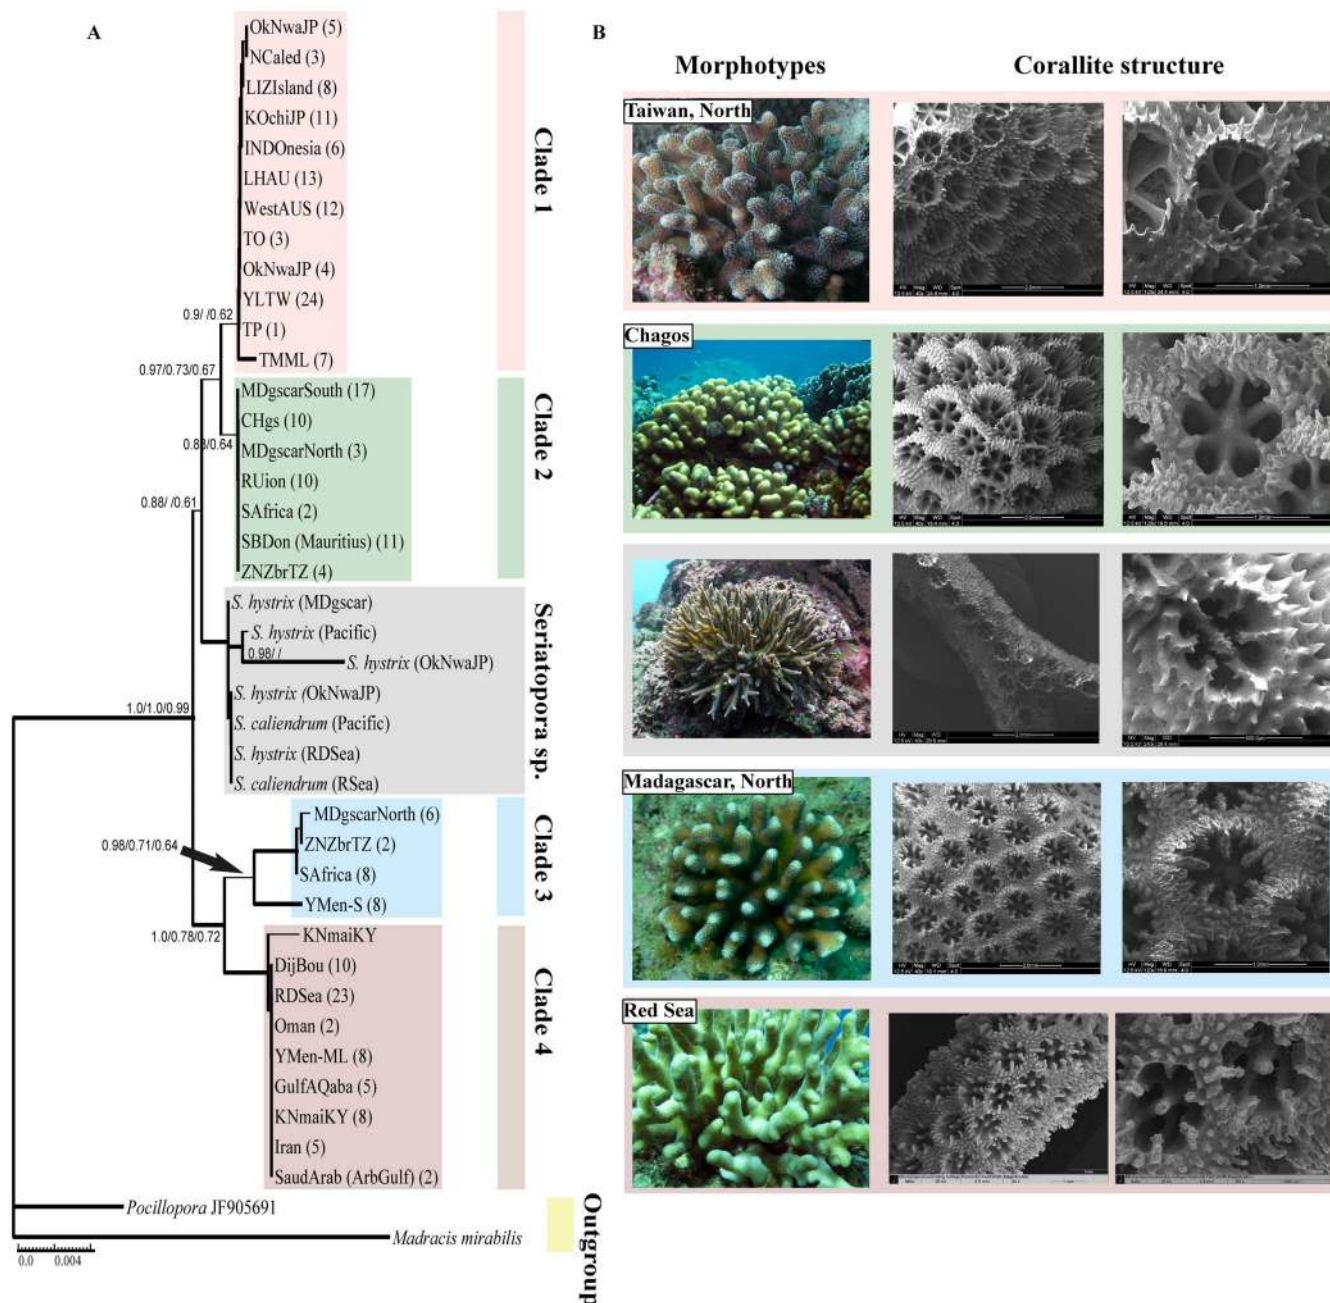 A
OkNwaJP (5)
NCaled (3)
LIZIsland (8)
KOchiJP (11)
INDOnesia (6)
LHAU (13)
WestAUS (12)
TO (3)
OkNwaJP (4)
YLTW (24)
TP (1)
TMML (7)
Clade 1
0.9/ /0.62
0.97/0.73/0.67
MDgscarSouth (17)
CHgs (10)
MDgscarNorth (3)
RUion (10)
SAfrica (2)
SBDon (Mauritius) (11)
ZNZbrTZ (4)
Clade 2
0.88/ /0.61
S. hystrix (MDgscar)
S. hystrix (Pacific)
0.98/ /
S. hystrix (OkNwaJP)
S. hystrix (OkNwaJP)
S. caliendrum (Pacific)
S. hystrix (RDSea)
S. caliendrum (RSea)
Seriatopora sp.
1.0/1.0/0.99
MDgscarNorth (6)
ZNZbrTZ (2)
SAfrica (8)
YMen-S (8)
Clade 3
0.98/0.71/0.64
1.0/0.78/0.72
KNmaiKY
DijBou (10)
RDSea (23)
Oman (2)
YMen-ML (8)
GulfAQaba (5)
KNmaiKY (8)
Iran (5)
SaudArab (ArbGulf) (2)
Clade 4
Pocillopora JF905691
Madracis mirabilis
Outgroup
0.0 0.004
B
Morphotypes Corallite structure
Taiwan, North
Chagos
Madagascar, North
Red Sea